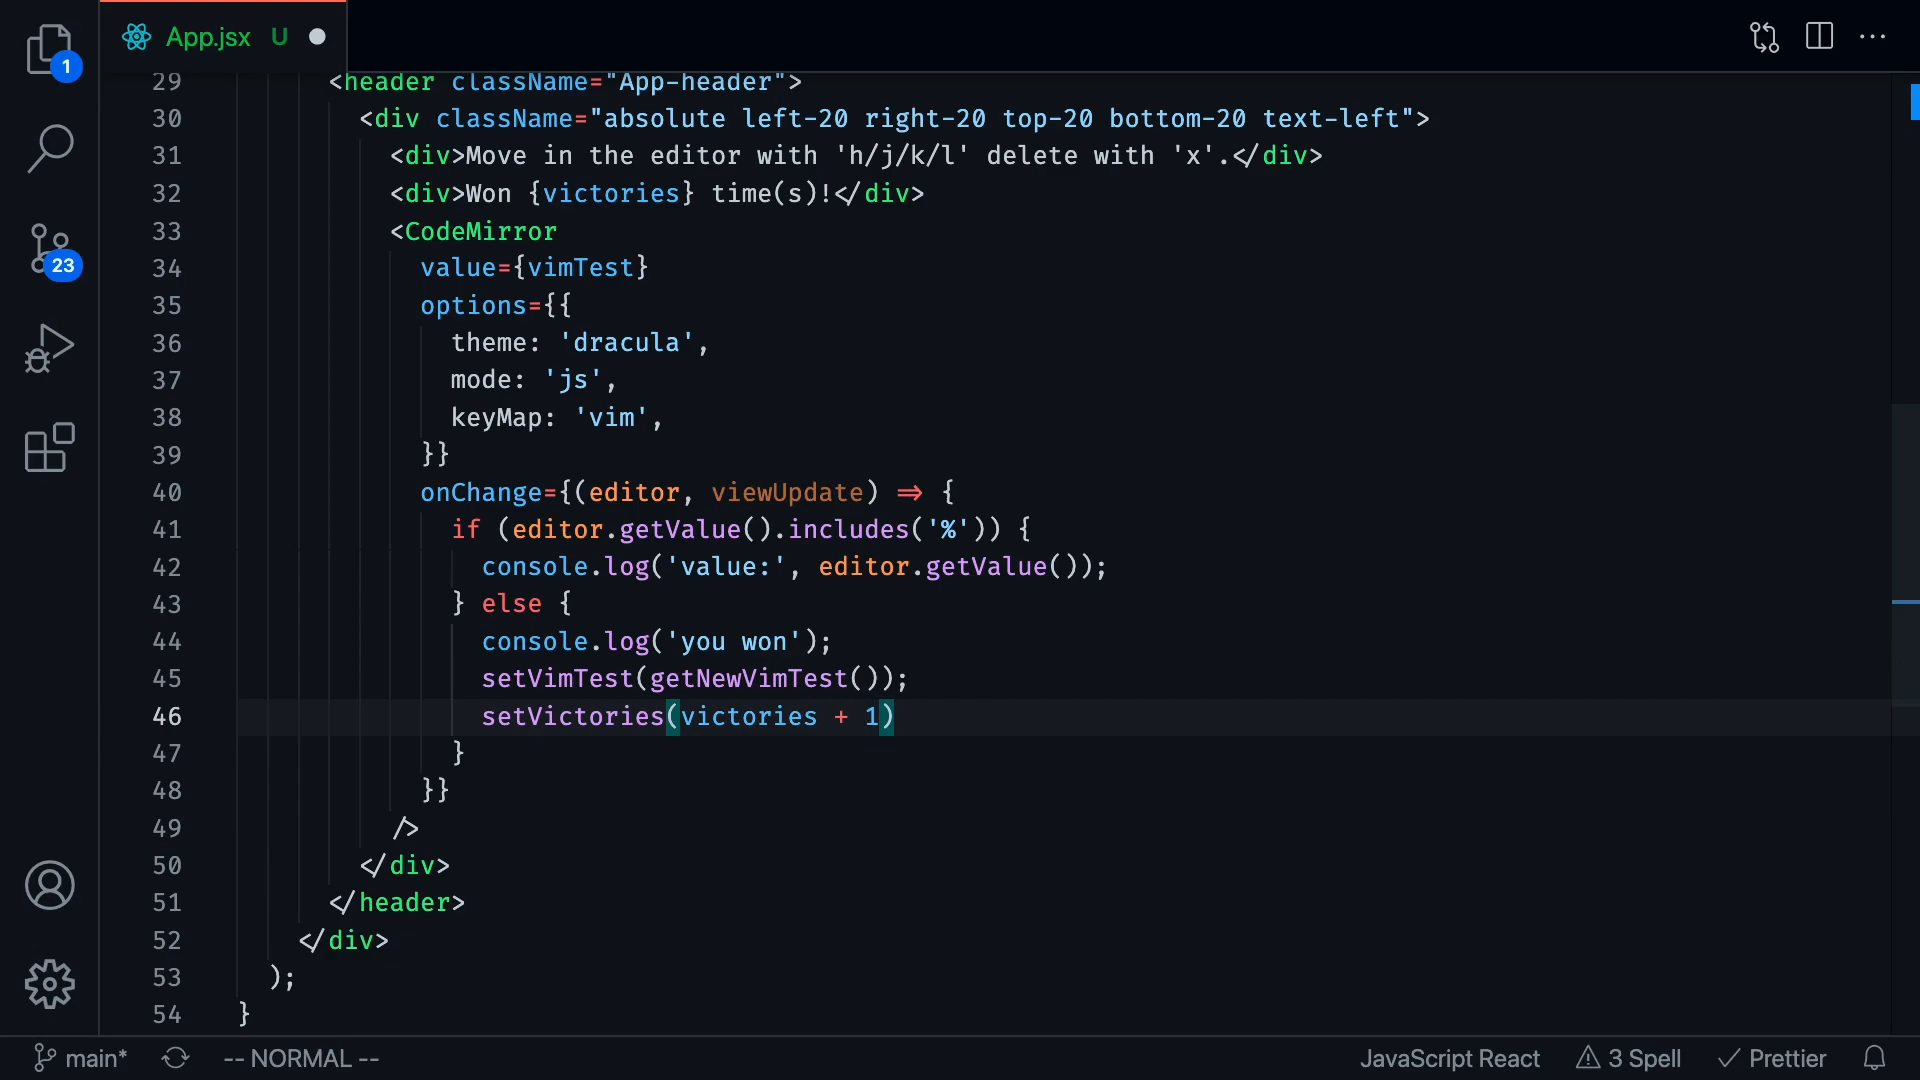 App.jsx U
1
23
29 <header className="App-header">
30 <div className="absolute left-20 right-20 top-20 bottom-20 text-left">
31 <div>Move in the editor with 'h/j/k/l' delete with 'x'.</div>
32 <div>Won {victories} time(s)!</div>
33 <CodeMirror
34 value={vimTest}
35 options={{
36 theme: 'dracula',
37 mode: 'js',
38 keyMap: 'vim',
39 }}
40 onChange={(editor, viewUpdate) => {
41 if (editor.getValue().includes('%')) {
42 console.log('value:', editor.getValue());
43 } else {
44 console.log('you won');
45 setVimTest(getNewVimTest());
46 setVictories(victories + 1)
47 }
48 }}
49 />
50 </div>
51 </header>
52 </div>
53 );
54 }
main* -- NORMAL -- JavaScript React 3 Spell Prettier